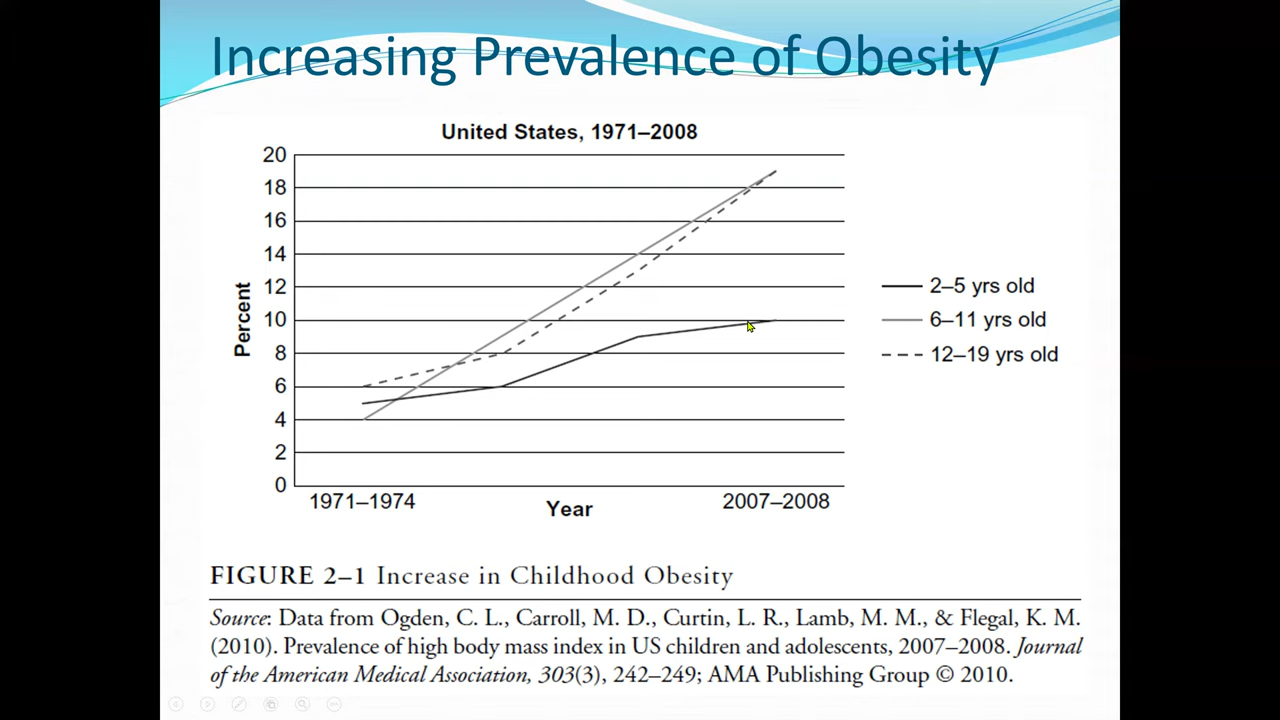 Increasing Prevalence of Obesity
United States, 1971–2008
20
18
16
14
12
10
8
6
4
2
0
Percent
1971–1974
2007–2008
Year
2–5 yrs old
6–11 yrs old
12–19 yrs old
FIGURE 2–1 Increase in Childhood Obesity
Source: Data from Ogden, C. L., Carroll, M. D., Curtin, L. R., Lamb, M. M., & Flegal, K. M.
(2010). Prevalence of high body mass index in US children and adolescents, 2007–2008. Journal
of the American Medical Association, 303(3), 242–249; AMA Publishing Group © 2010.